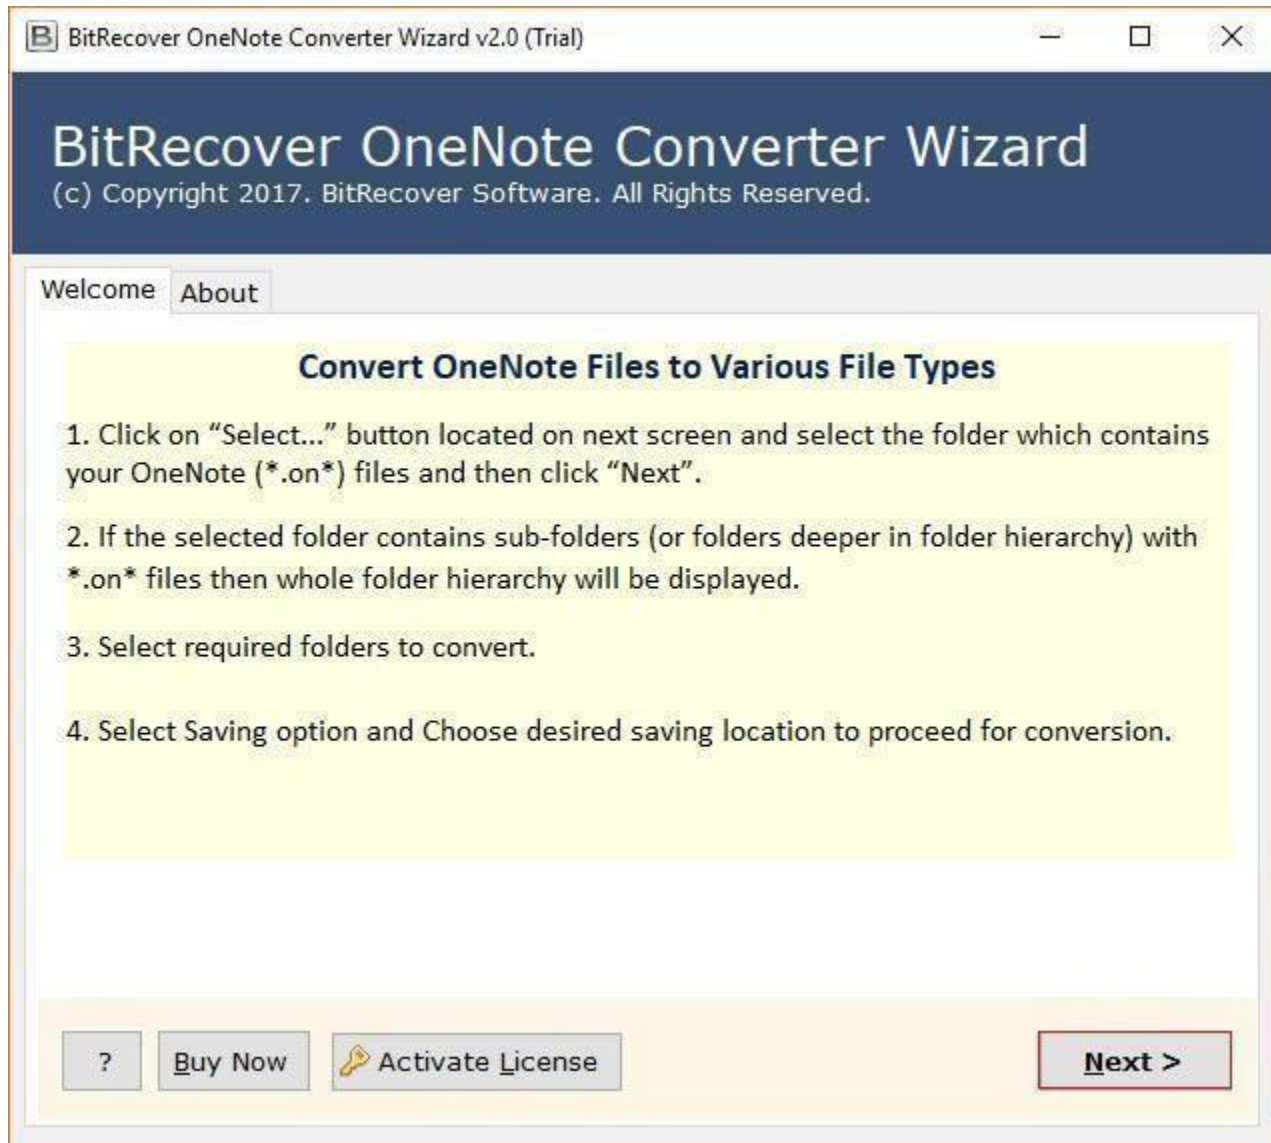 B BitRecover OneNote Converter Wizard v2.0 (Trial)
BitRecover OneNote Converter Wizard
(c) Copyright 2017. BitRecover Software. All Rights Reserved.
Welcome About
Convert OneNote Files to Various File Types
1. Click on “Select...” button located on next screen and select the folder which contains
your OneNote (*.on*) files and then click “Next”.
2. If the selected folder contains sub-folders (or folders deeper in folder hierarchy) with
*.on* files then whole folder hierarchy will be displayed.
3. Select required folders to convert.
4. Select Saving option and Choose desired saving location to proceed for conversion.
? Buy Now Activate License Next >